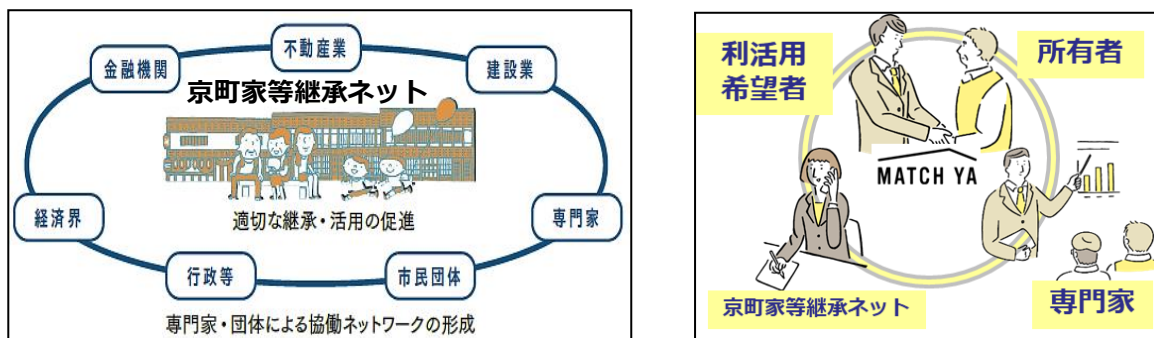 不動産業
金融機関
建設業
京町家等継承ネット
経済界
適切な継承・活用の促進
専門家
行政等
市民団体
専門家・団体による協働ネットワークの形成
利活用
希望者
所有者
MATCH YA
京町家等継承ネット
専門家